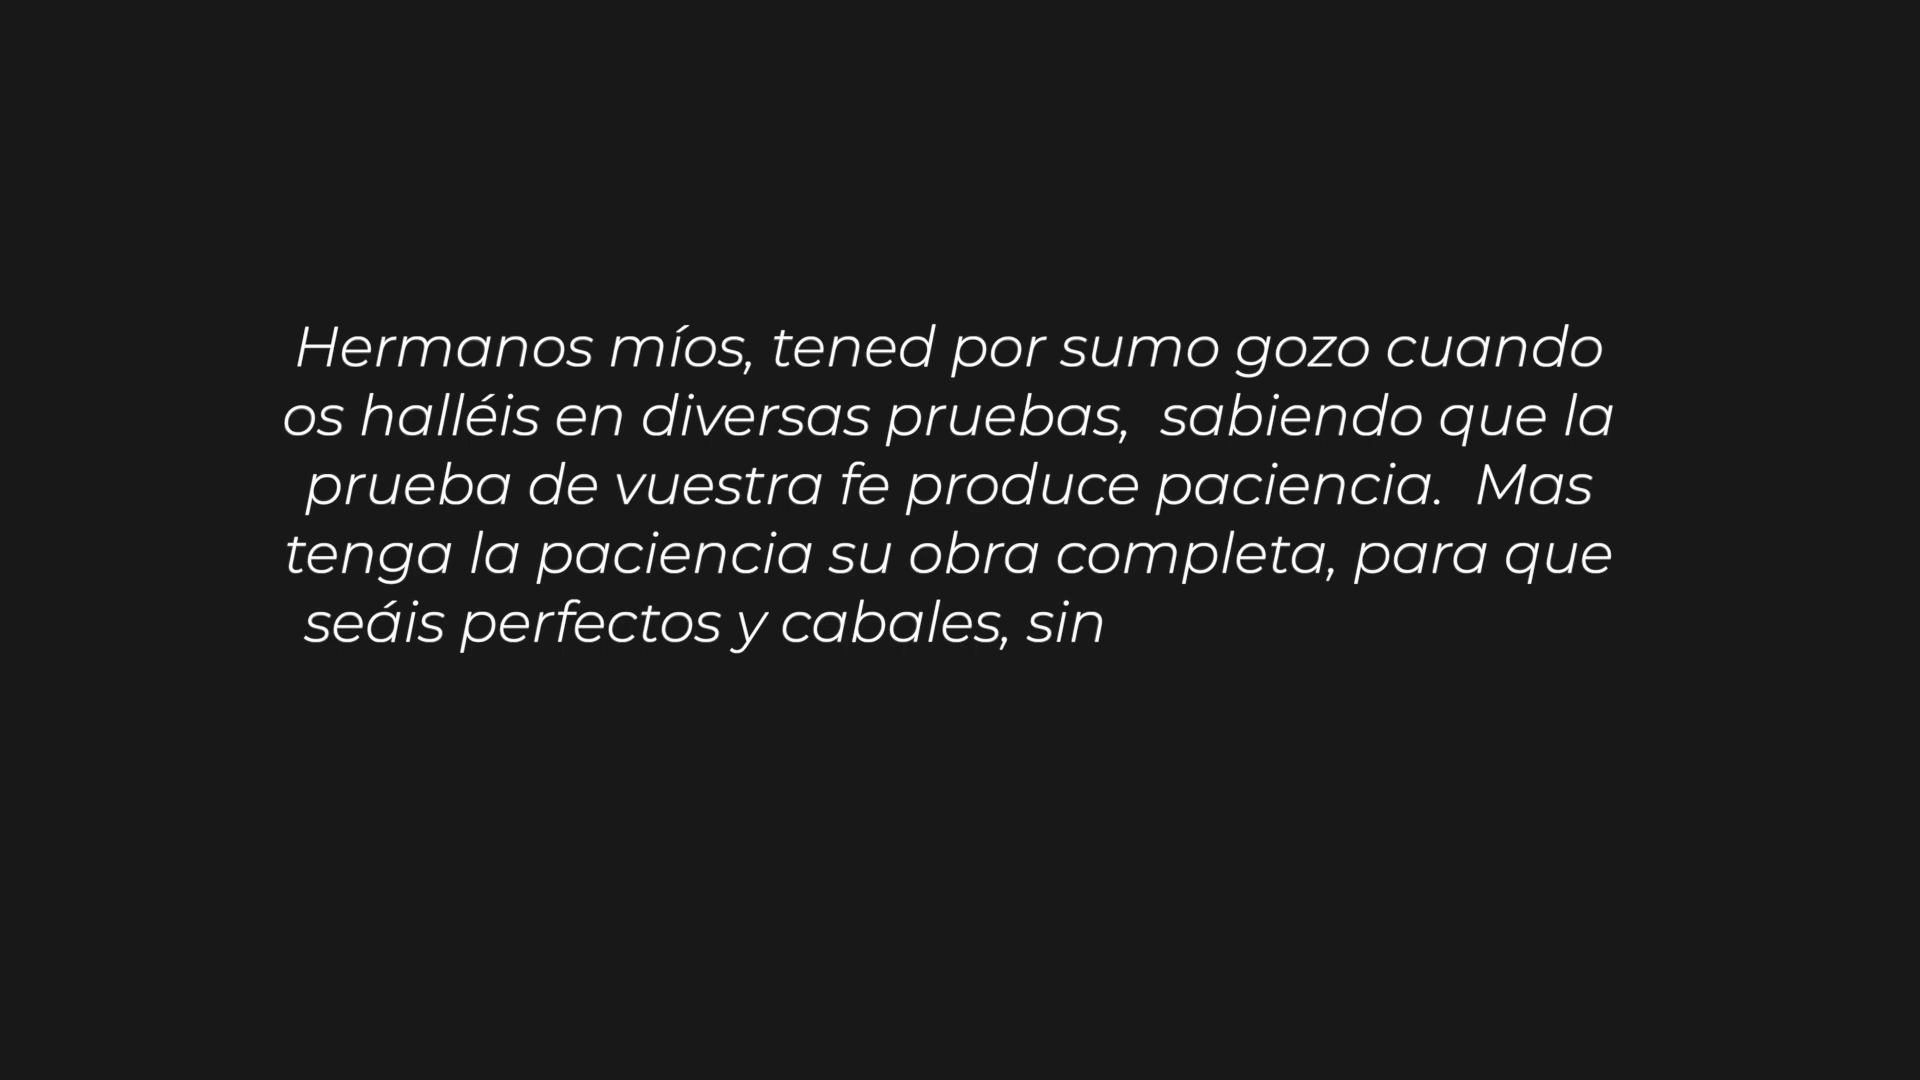 Hermanos míos, tened por sumo gozo cuando
os halléis en diversas pruebas,  sabiendo que la
prueba de vuestra fe produce paciencia.  Mas
tenga la paciencia su obra completa, para que
seáis perfectos y cabales, sin